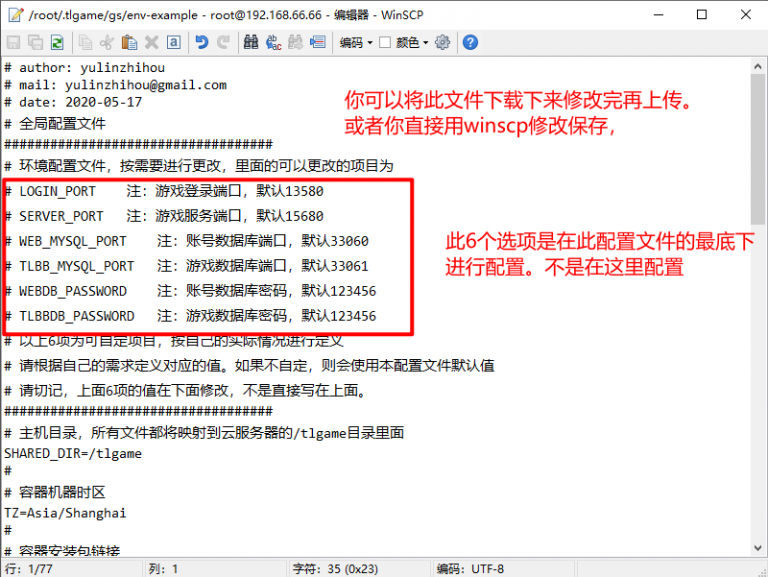 /root/.tlgame/gs/env-example - root@192.168.66.66 - 编辑器 - WinSCP
编码 颜色
# author: yulinzhihou
# mail: yulinzhihou@gmail.com
# date: 2020-05-17
# 全局配置文件
###################################
# 环境配置文件，按需要进行更改，里面的可以更改的项目为
# LOGIN_PORT 注：游戏登录端口，默认13580
# SERVER_PORT 注：游戏服务端口，默认15680
# WEB_MYSQL_PORT 注：账号数据库端口，默认33060
# TLBB_MYSQL_PORT 注：游戏数据库端口，默认33061
# WEBDB_PASSWORD 注：账号数据库密码，默认123456
# TLBBDB_PASSWORD 注：游戏数据库密码，默认123456
# 以上6项为可自定项目，按自己的实际情况进行定义
# 请根据自己的需求定义对应的值。如果不自定，则会使用本配置文件默认值
# 请切记，上面6项的值在下面修改，不是直接写在上面。
###################################
# 主机目录，所有文件都将映射到云服务器的/tlgame目录里面
SHARED_DIR=/tlgame
#
# 容器机器时区
TZ=Asia/Shanghai
#
# 容器安装包链接
你可以将此文件下载下来修改完再上传。
或者你直接用winscp修改保存，
此6个选项是在此配置文件的最底下
进行配置。不是在这里配置
行：1/77 列：1 字符：35 (0x23) 编码：UTF-8